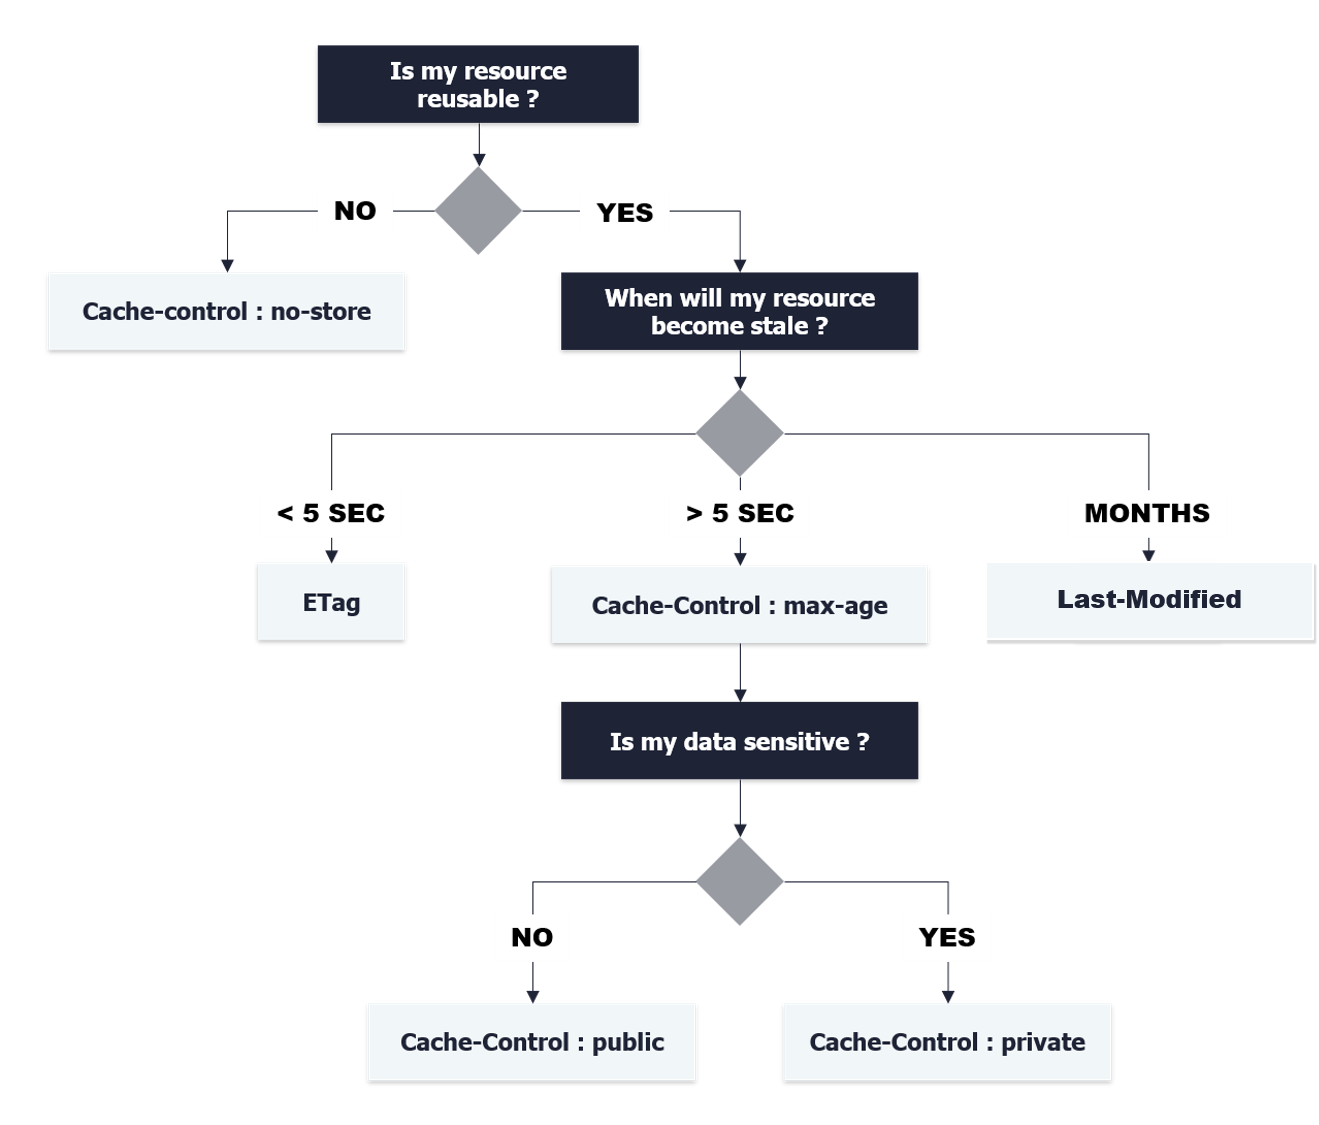 Is my resource
reusable ?
NO
YES
Cache-control : no-store
When will my resource
become stale ?
< 5 SEC
> 5 SEC
MONTHS
ETag
Cache-Control : max-age
Last-Modified
Is my data sensitive ?
NO
YES
Cache-Control : public
Cache-Control : private